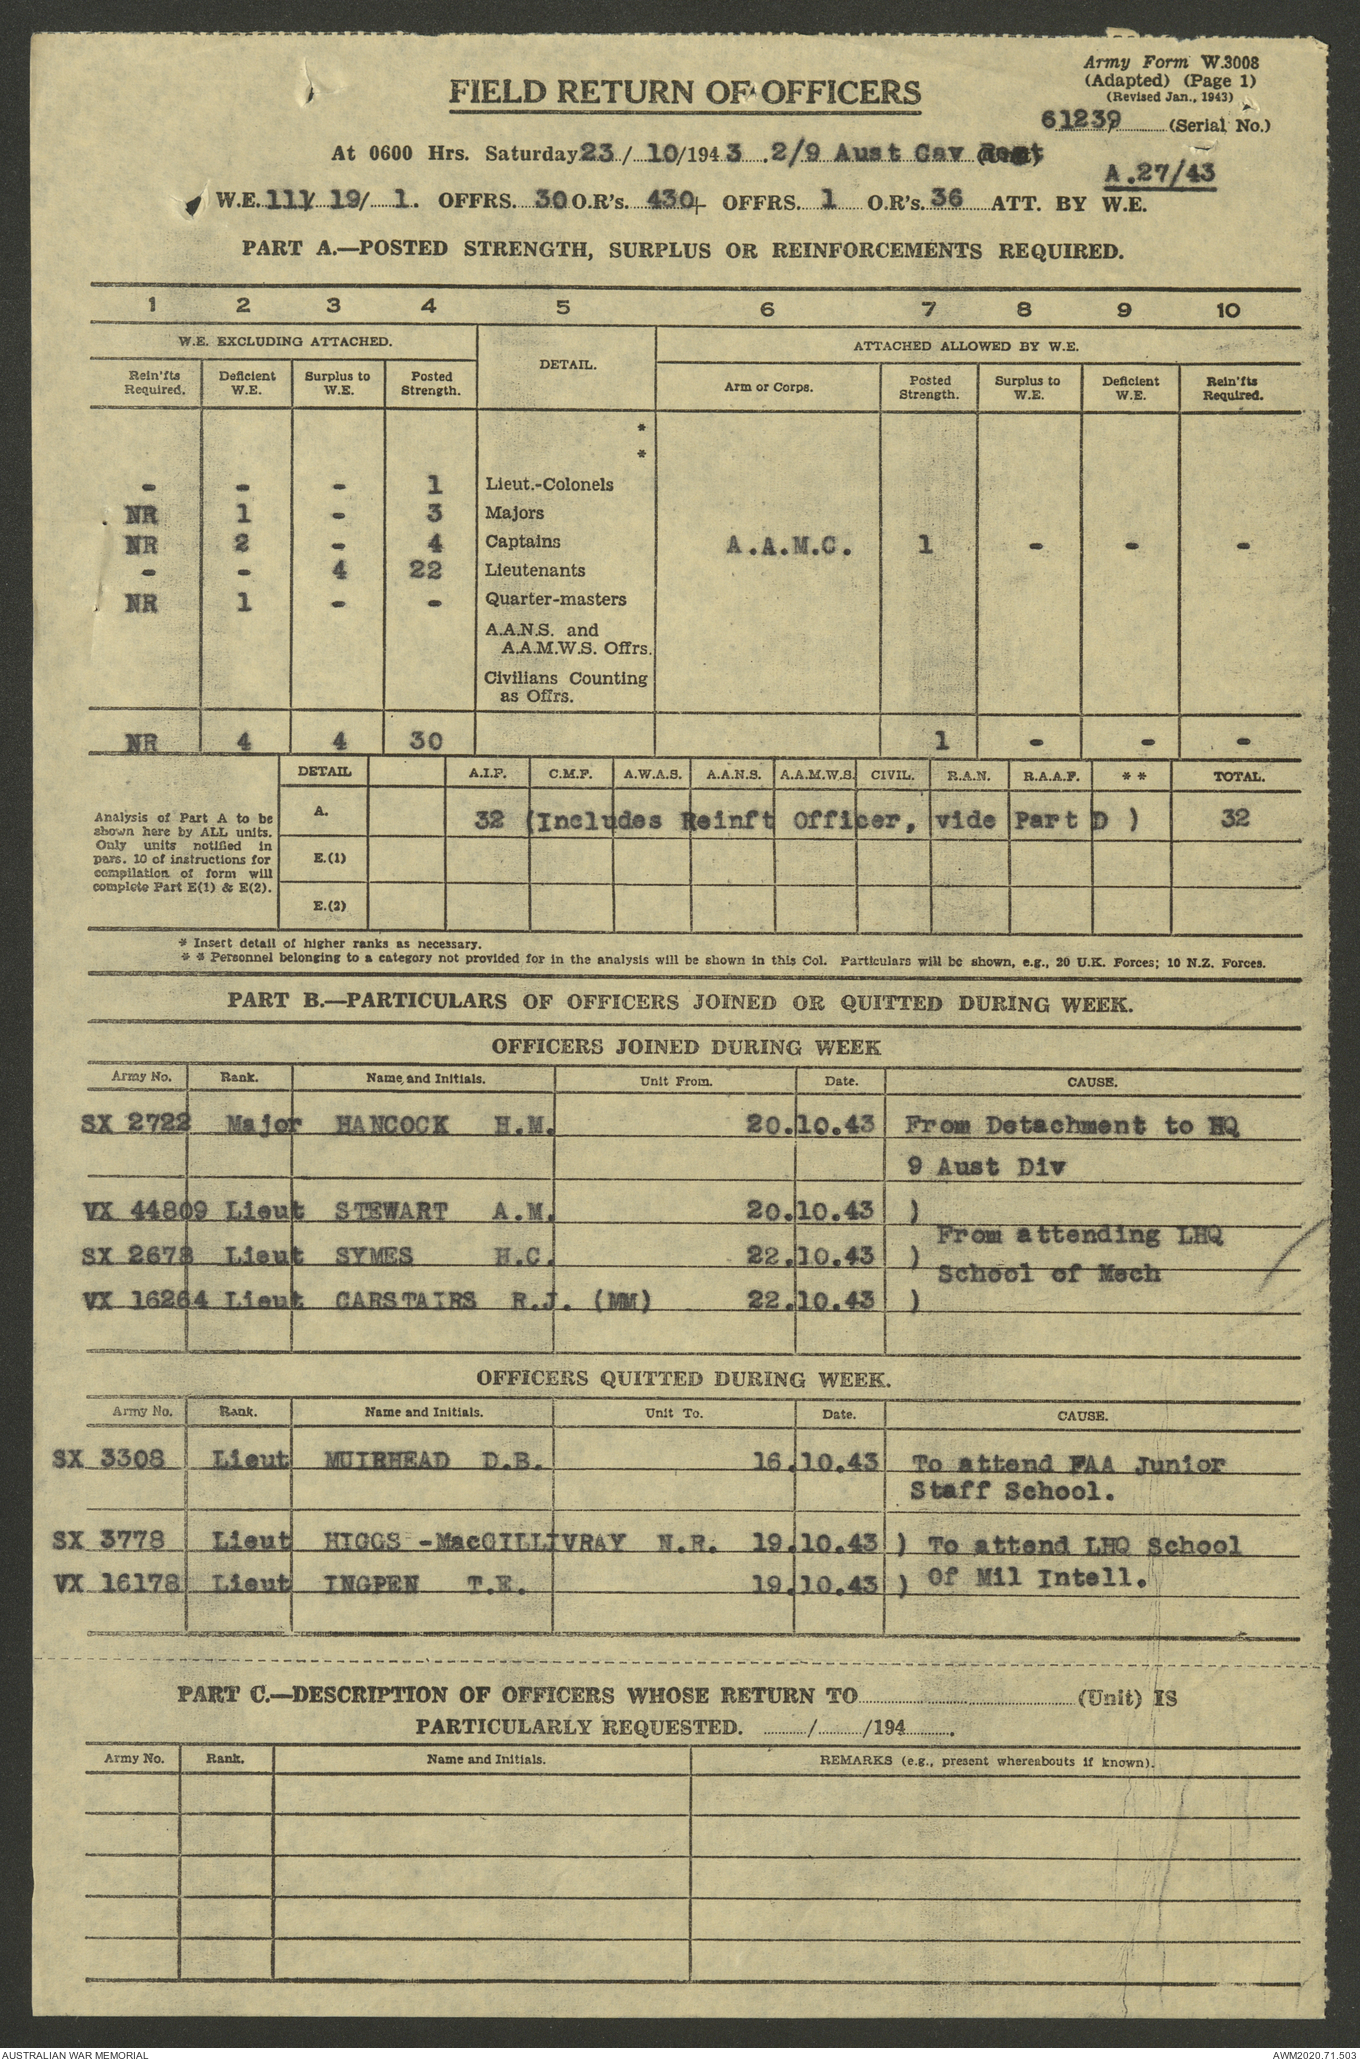 Army Form W.3008
(Adapted) (Page 1)
(Revised Jan., 1943)
FIELD RETURN OF OFFICERS
61239 (Serial No.)
At 0600 Hrs. Saturday 23/10/1943. 2/9 Aust Cav Regt
A.27/43
W.E. 111/ 19/ 1. OFFRS. 30 O.R's. 430+ OFFRS. 1 O.R's. 36 ATT. BY W.E.
PART A.—POSTED STRENGTH, SURPLUS OR REINFORCEMENTS REQUIRED.
1 2 3 4 5 6 7 8 9 10
W.E. EXCLUDING ATTACHED. DETAIL. ATTACHED ALLOWED BY W.E.
Rein'fts Required. Deficient W.E. Surplus to W.E. Posted Strength. Arm or Corps. Posted Strength. Surplus to W.E. Deficient W.E. Rein'fts Required.
*
*
- - - 1 Lieut.-Colonels
NR 1 - 3 Majors
NR 2 - 4 Captains A.A.M.C. 1 - - -
- - 4 22 Lieutenants
NR 1 - - Quarter-masters
A.A.N.S. and
A.A.M.W.S. Offrs.
Civilians Counting
as Offrs.
NR 4 4 30 1 - - -
DETAIL A.I.F. C.M.F. A.W.A.S. A.A.N.S. A.A.M.W.S. CIVIL. R.A.N. R.A.A.F. * * TOTAL.
Analysis of Part A to be
shown here by ALL units.
Only units notified in
pars. 10 of instructions for
compilation of form will
complete Part E(1) & E(2).
A. 32 (Includes Reinft Officer, vide Part D ) 32
E.(1)
E.(2)
* Insert detail of higher ranks as necessary.
* * Personnel belonging to a category not provided for in the analysis will be shown in this Col. Particulars will be shown, e.g., 20 U.K. Forces; 10 N.Z. Forces.
PART B.—PARTICULARS OF OFFICERS JOINED OR QUITTED DURING WEEK.
OFFICERS JOINED DURING WEEK
Army No. Rank. Name and Initials. Unit From. Date. CAUSE.
SX 2722 Major HANCOCK H.M. 20.10.43 From Detachment to HQ
9 Aust Div
VX 44809 Lieut STEWART A.M. 20.10.43 )
From attending LHQ
SX 2678 Lieut SYMES H.C. 22.10.43 )
School of Mech
VX 16264 Lieut CARSTAIRS R.J. (MM) 22.10.43 )
OFFICERS QUITTED DURING WEEK.
Army No. Rank. Name and Initials. Unit To. Date. CAUSE.
SX 3308 Lieut MUIRHEAD D.B. 16.10.43 To attend FAA Junior
Staff School.
SX 3778 Lieut HIGGS -MacGILLIVRAY N.R. 19.10.43 ) To attend LHQ School
VX 16178 Lieut INGPEN T.E. 19.10.43 ) Of Mil Intell.
PART C.—DESCRIPTION OF OFFICERS WHOSE RETURN TO (Unit) IS
PARTICULARLY REQUESTED. / /194 .
Army No. Rank. Name and Initials. REMARKS (e.g., present whereabouts if known).
AUSTRALIAN WAR MEMORIAL AWM2020.71.503